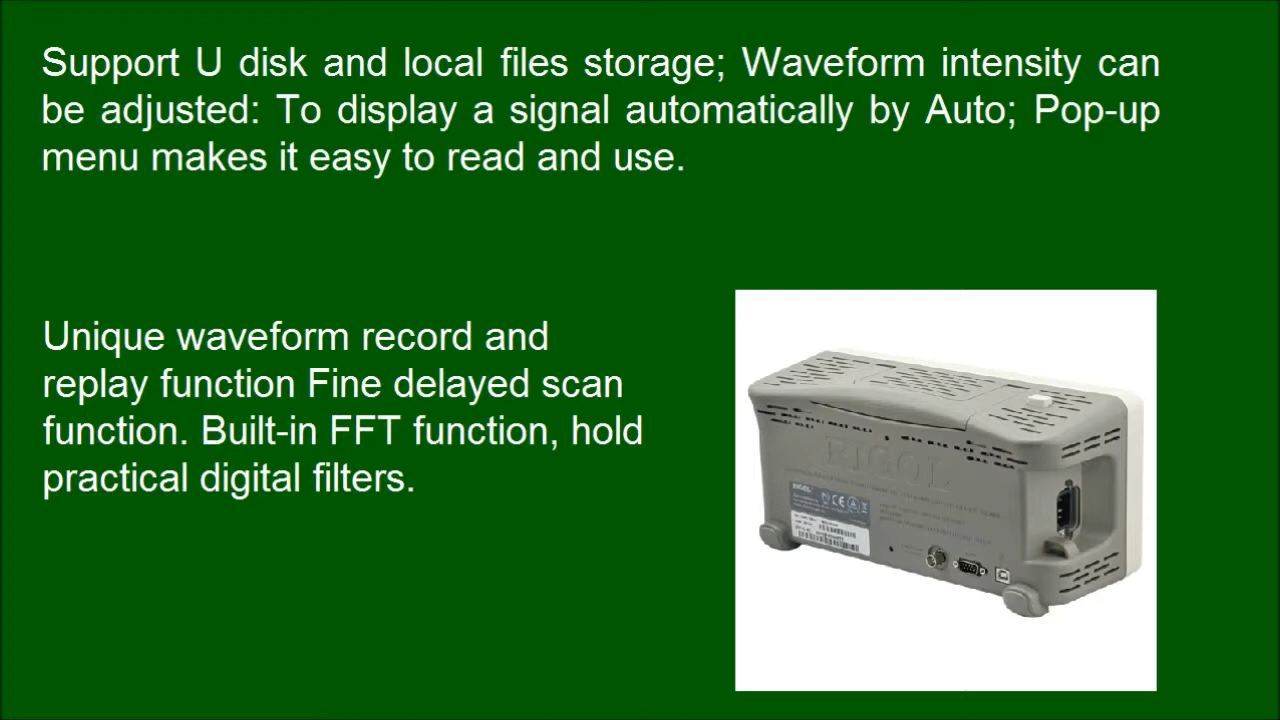 Support U disk and local files storage; Waveform intensity can
be adjusted: To display a signal automatically by Auto; Pop-up
menu makes it easy to read and use.
Unique waveform record and
replay function Fine delayed scan
function. Built-in FFT function, hold
practical digital filters.
RIGOL
RIGOL